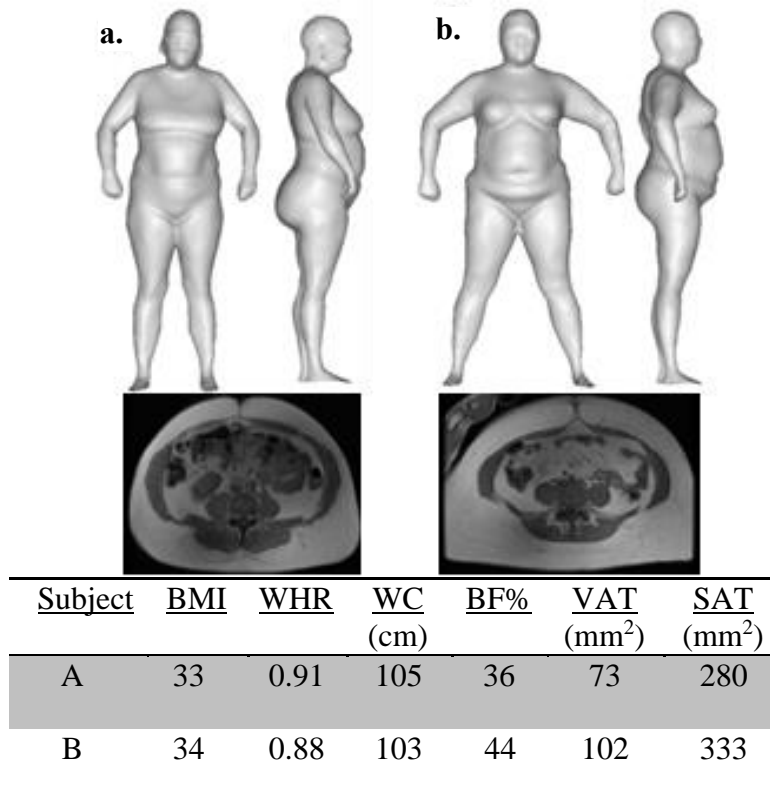 a. b.
Subject BMI WHR WC (cm) BF% VAT (mm²) SAT (mm²)
A 33 0.91 105 36 73 280
B 34 0.88 103 44 102 333